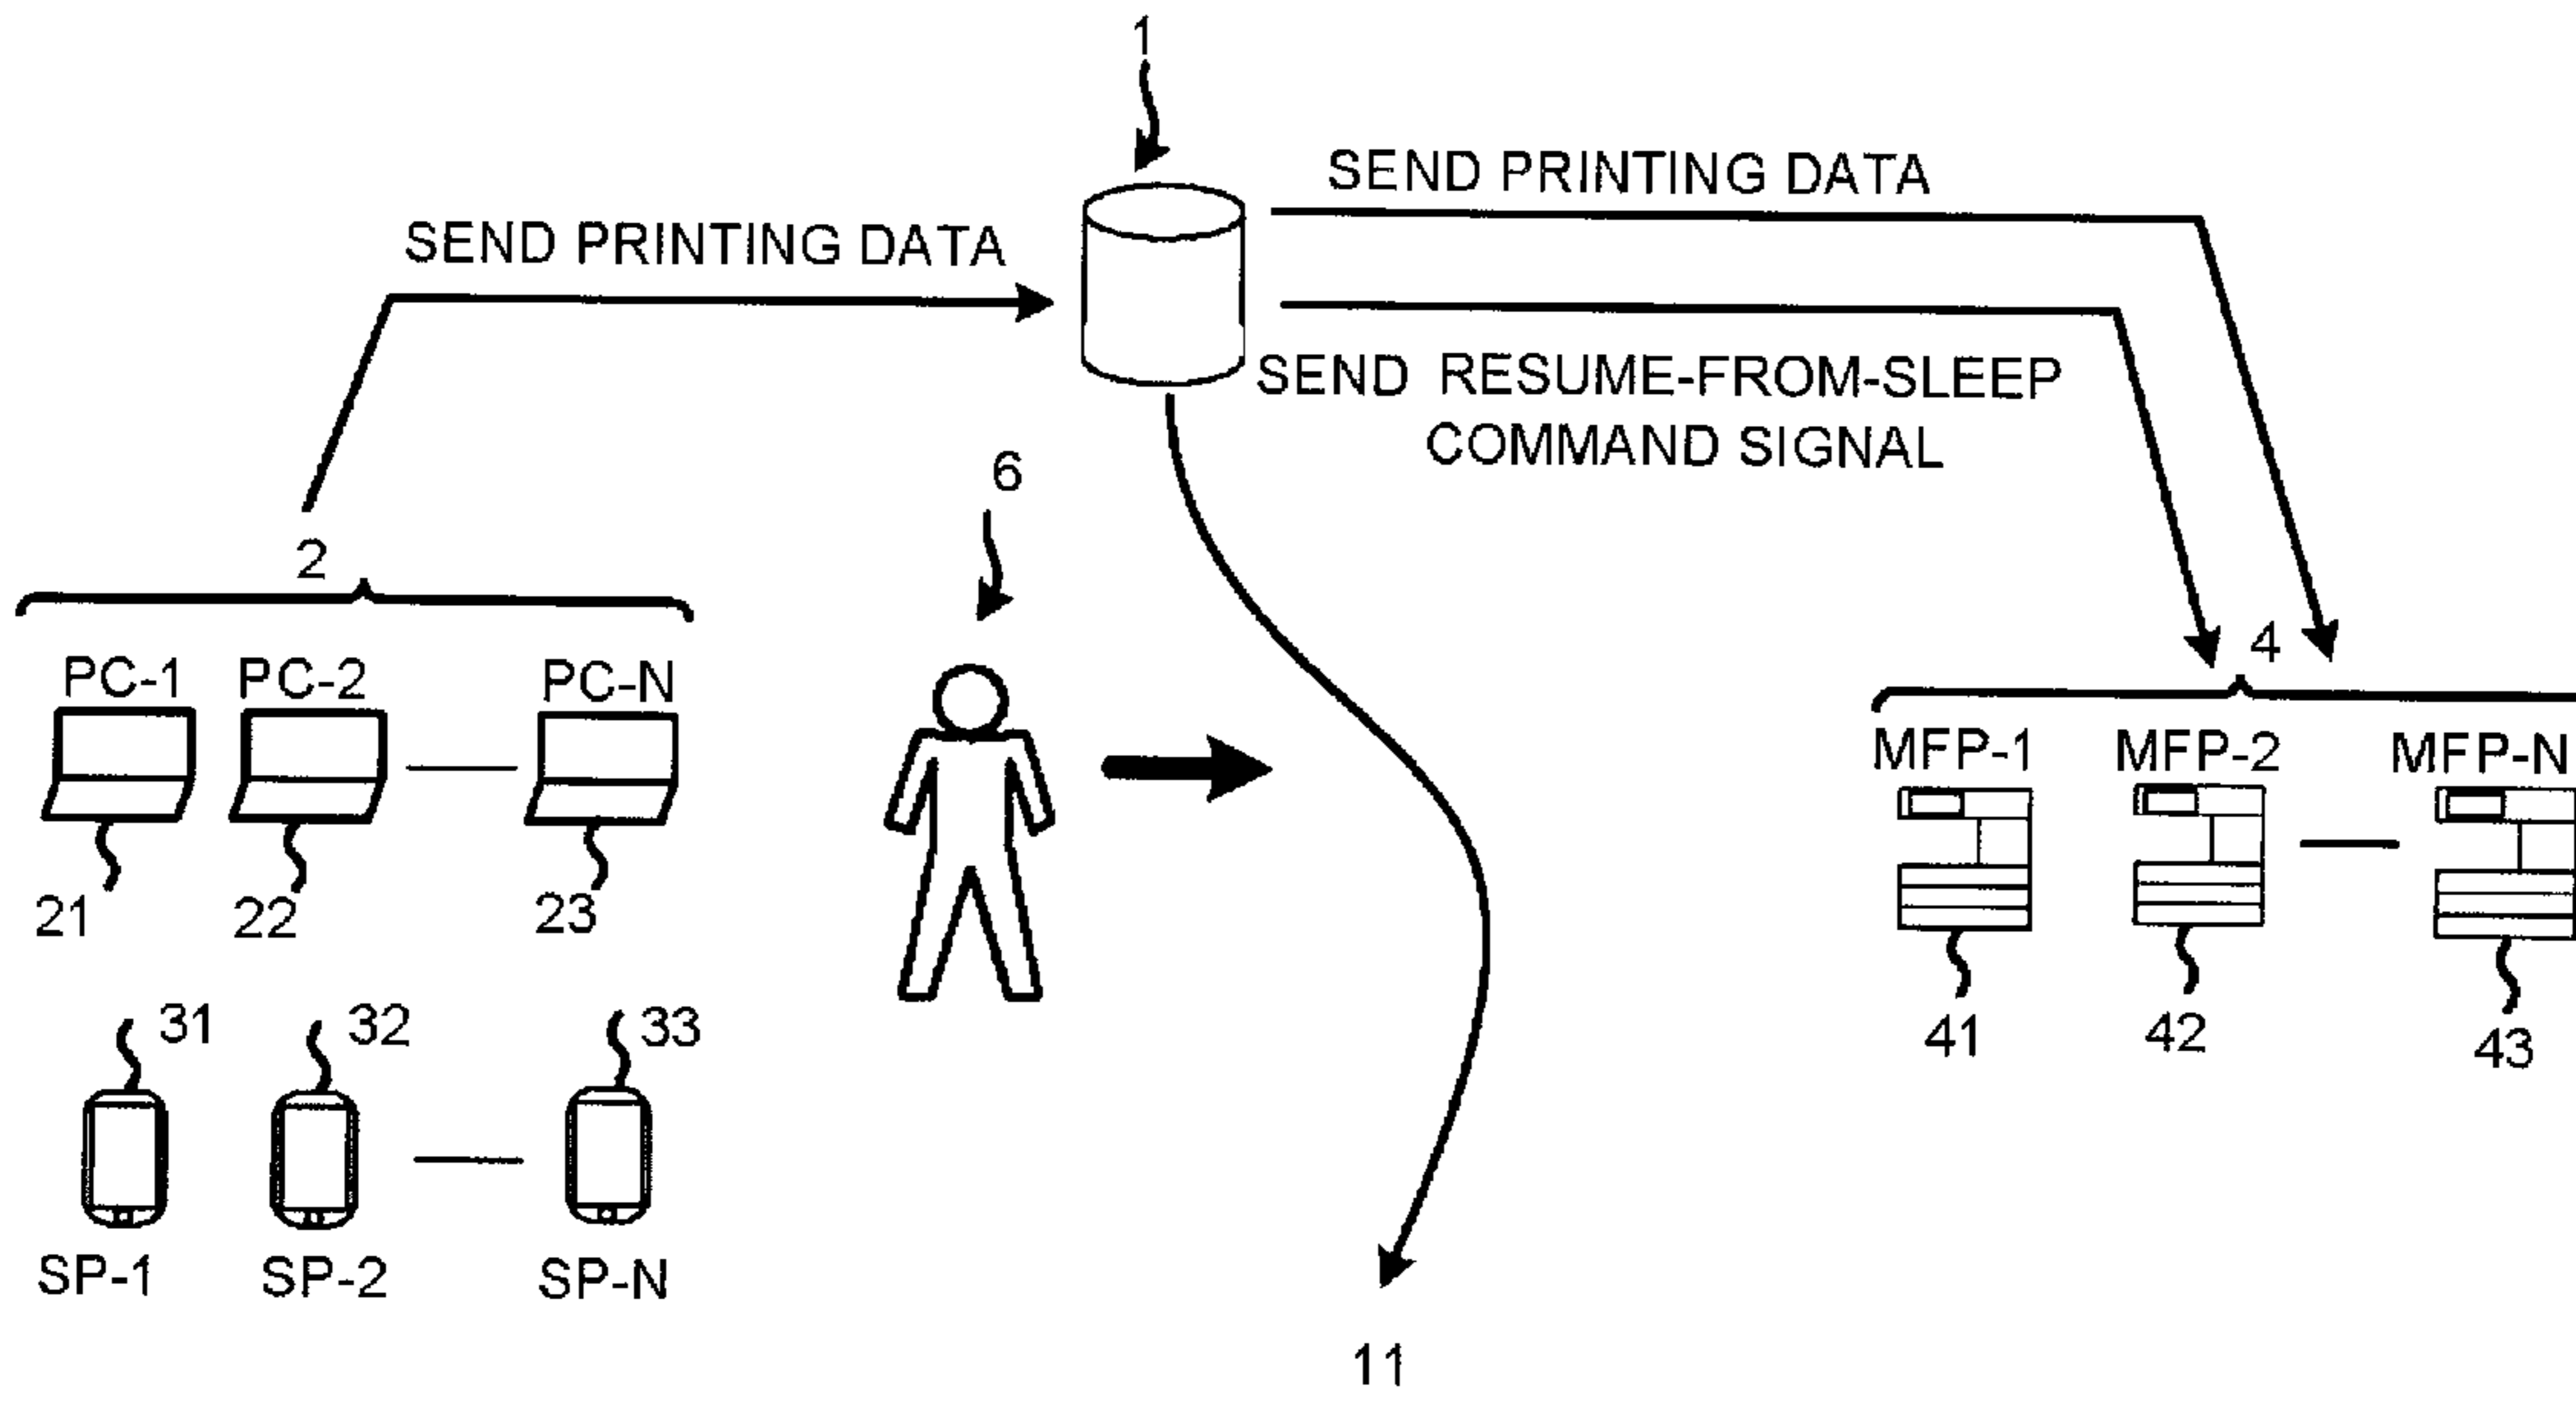 1
SEND PRINTING DATA
SEND PRINTING DATA
SEND RESUME-FROM-SLEEP
COMMAND SIGNAL
6
2
4
PC-1 PC-2 PC-N
MFP-1 MFP-2 MFP-N
21 22 23
31 32 33
41 42 43
SP-1 SP-2 SP-N
11